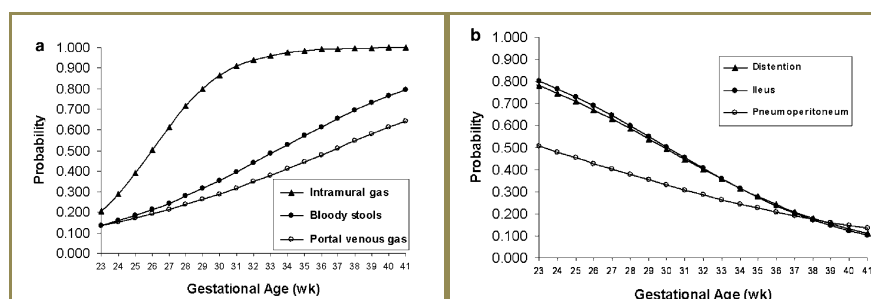 a
1.000
0.900
0.800
0.700
0.600
0.500
0.400
0.300
0.200
0.100
0.000
Probability
Intramural gas
Bloody stools
Portal venous gas
23 24 25 26 27 28 29 30 31 32 33 34 35 36 37 38 39 40 41
Gestational Age (wk)
b
1.000
0.900
0.800
0.700
0.600
0.500
0.400
0.300
0.200
0.100
0.000
Probability
Distention
Ileus
Pneumoperitoneum
23 24 25 26 27 28 29 30 31 32 33 34 35 36 37 38 39 40 41
Gestational Age (wk)